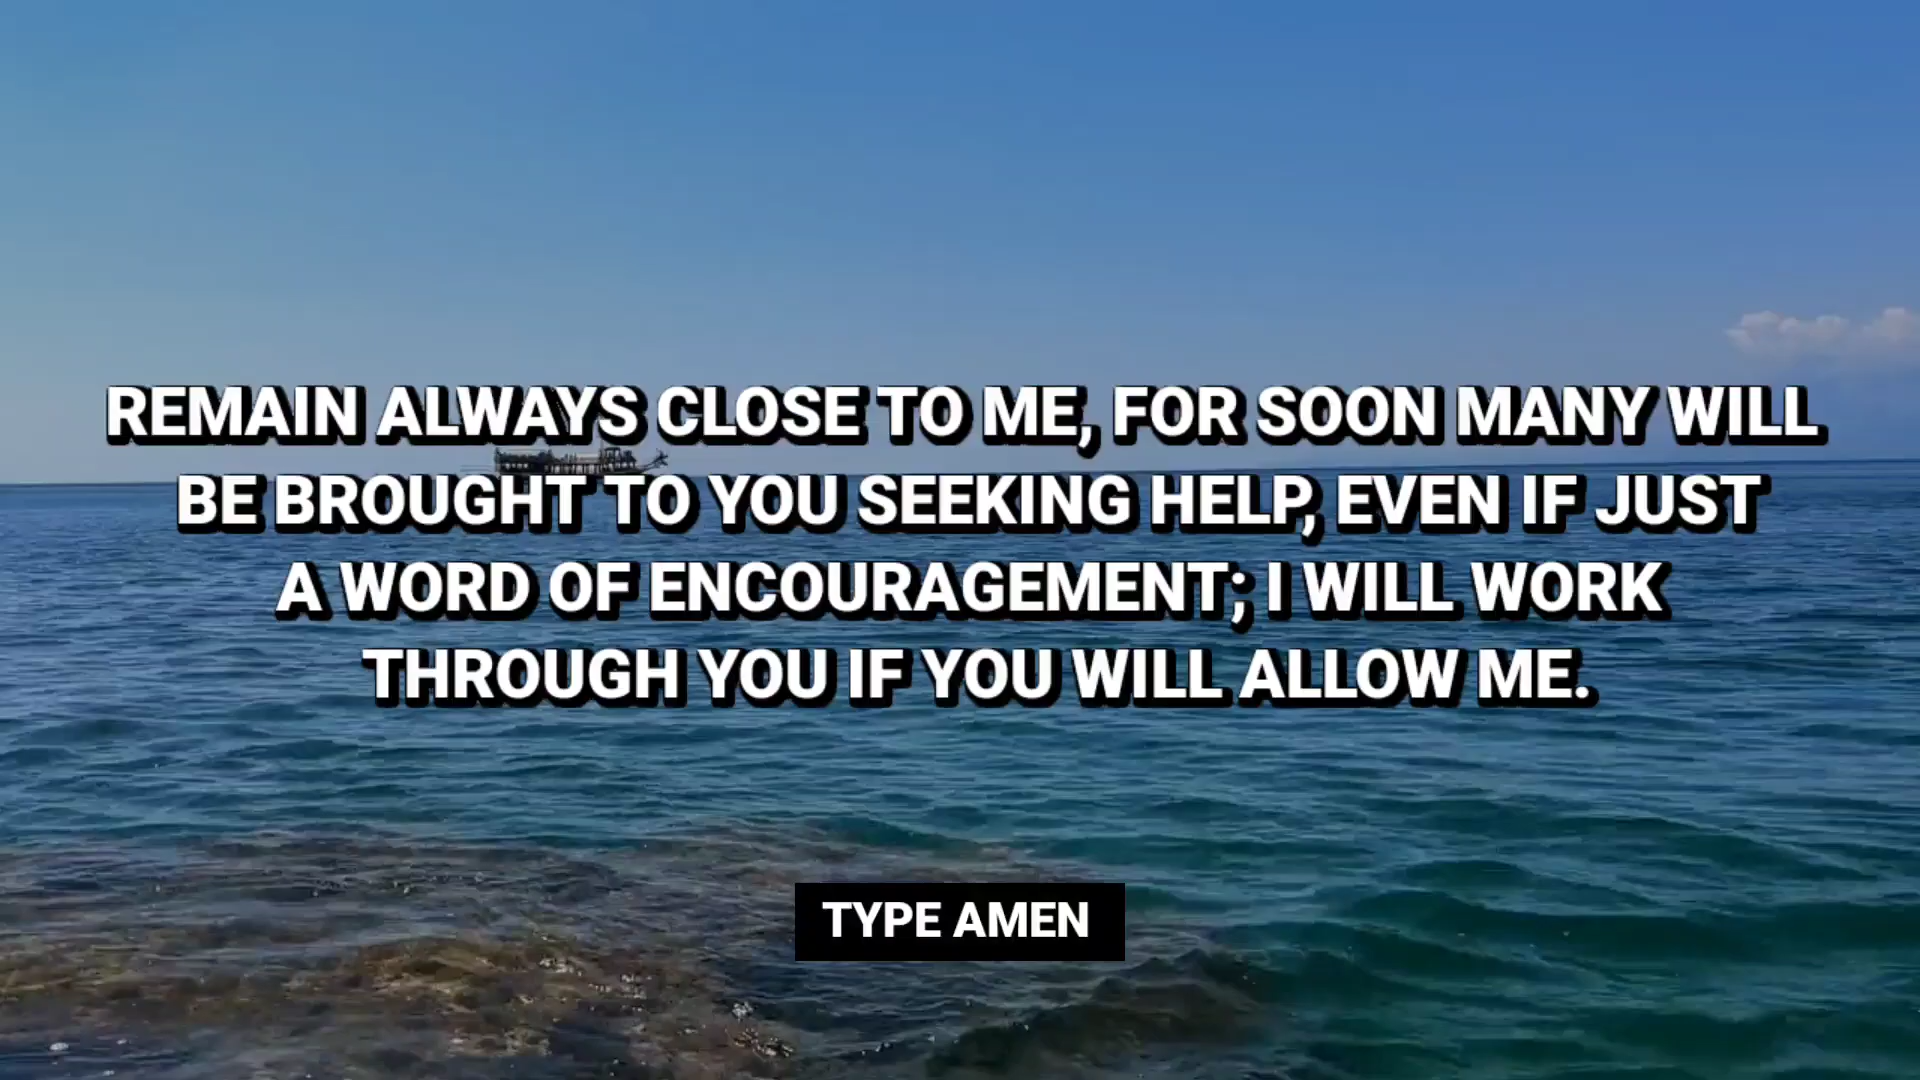 REMAIN ALWAYS CLOSE TO ME, FOR SOON MANY WILL
BE BROUGHT TO YOU SEEKING HELP, EVEN IF JUST
A WORD OF ENCOURAGEMENT; I WILL WORK
THROUGH YOU IF YOU WILL ALLOW ME.
TYPE AMEN